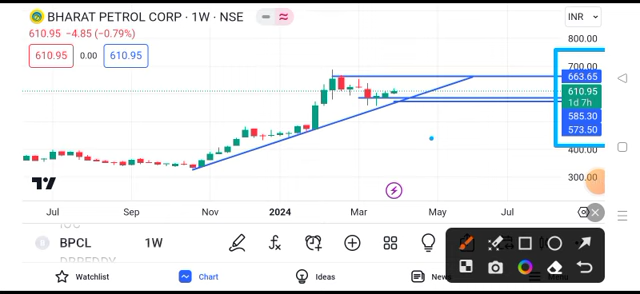 BHARAT PETROL CORP · 1W · NSE
INR
610.95 −4.85 (−0.79%)
610.95 0.00 610.95
800.00
700.00
663.65
610.95
1d 7h
585.30
573.50
400.00
300.00
Jul Sep Nov 2024 Mar May Jul
BPCL 1W
DRREDDY
Watchlist Chart Ideas News